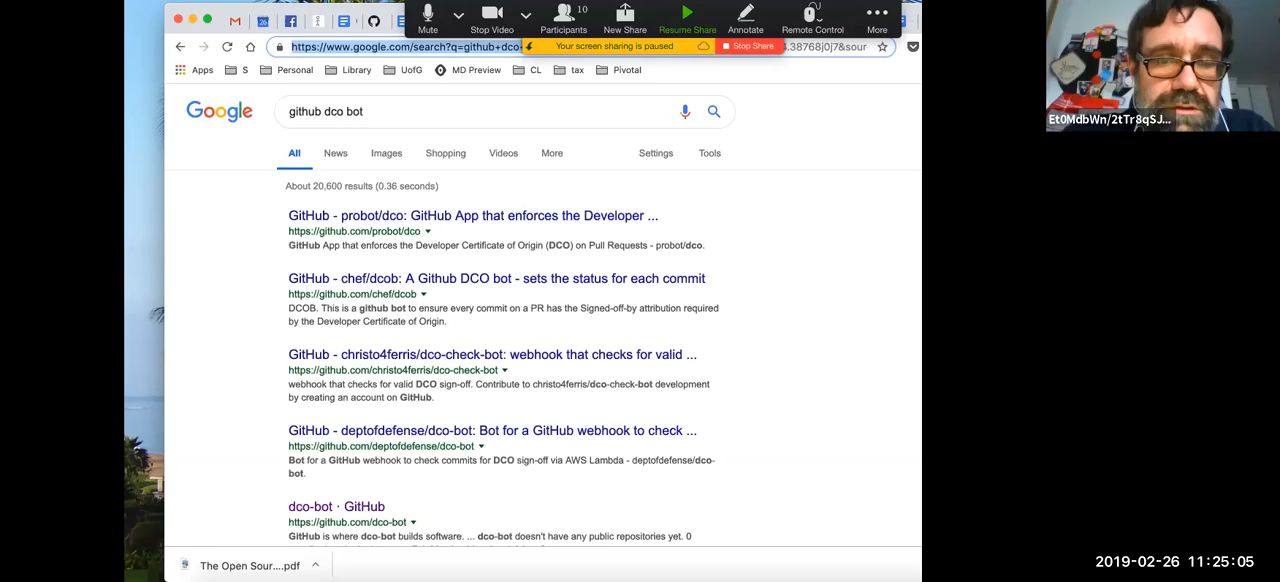 Mute
Stop Video
Participants
10
New Share
Resume Share
Annotate
Remote Control
More
https://www.google.com/search?q=github+dco-
Your screen sharing is paused
Stop Share
4.38768j0j7&sour
Apps
S
Personal
Library
UofG
MD Preview
CL
tax
Pivotal
Google
github dco bot
All
News
Images
Shopping
Videos
More
Settings
Tools
About 20,600 results (0.36 seconds)
GitHub - probot/dco: GitHub App that enforces the Developer ...
https://github.com/probot/dco
GitHub App that enforces the Developer Certificate of Origin (DCO) on Pull Requests - probot/dco.
GitHub - chef/dcob: A Github DCO bot - sets the status for each commit
https://github.com/chef/dcob
DCOB. This is a github bot to ensure every commit on a PR has the Signed-off-by attribution required
by the Developer Certificate of Origin.
GitHub - christo4ferris/dco-check-bot: webhook that checks for valid ...
https://github.com/christo4ferris/dco-check-bot
webhook that checks for valid DCO sign-off. Contribute to christo4ferris/dco-check-bot development
by creating an account on GitHub.
GitHub - deptofdefense/dco-bot: Bot for a GitHub webhook to check ...
https://github.com/deptofdefense/dco-bot
Bot for a GitHub webhook to check commits for DCO sign-off via AWS Lambda - deptofdefense/dco-
bot.
dco-bot · GitHub
https://github.com/dco-bot
GitHub is where dco-bot builds software. ... dco-bot doesn't have any public repositories yet. 0
The Open Sour....pdf
Et0MdbWn/2tTr8qSJ...
2019-02-26 11:25:05